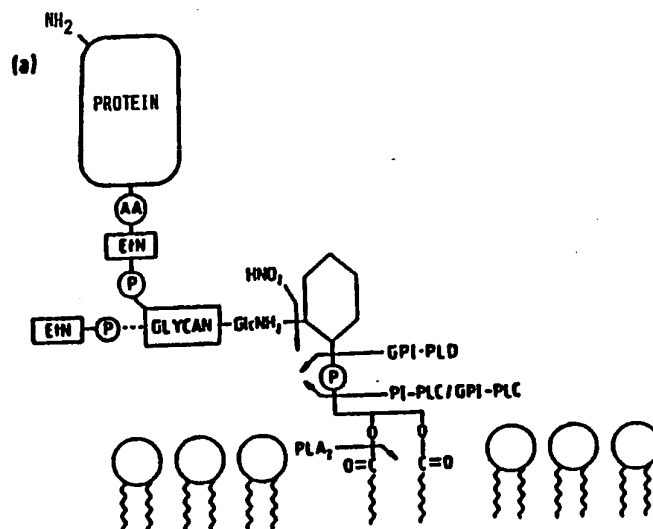 NH2
(a)
PROTEIN
AA
EtN
P
HNO2
EtN
P
GLYCAN
GlcNH2
GPI-PLD
P
PI-PLC/GPI-PLC
O
O
PLA2
O=C
C=O